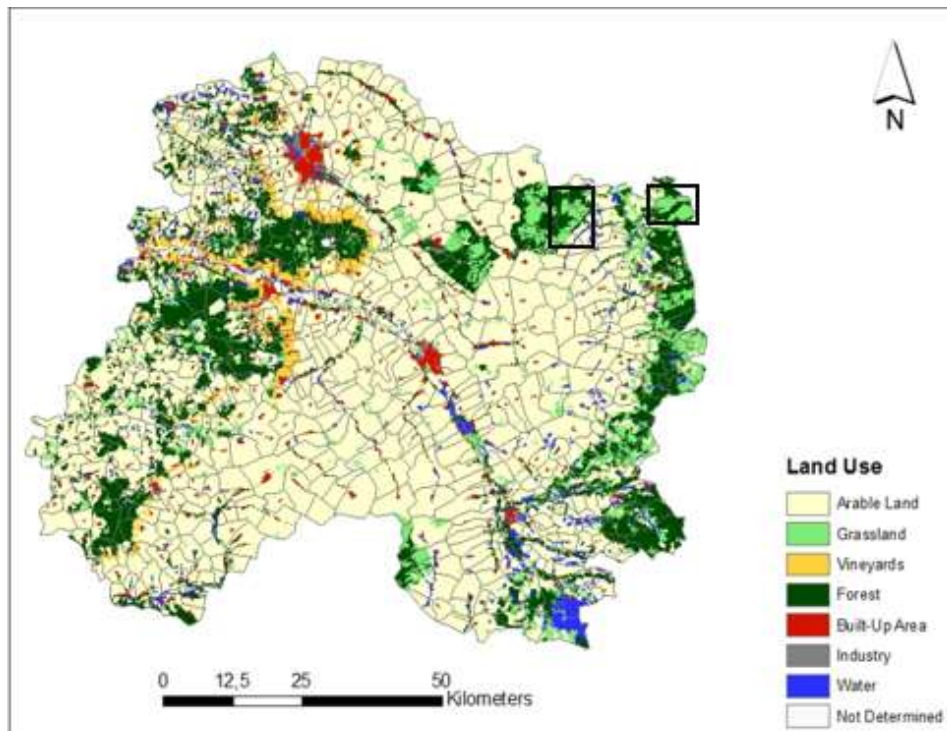 N
Land Use
Arable Land
Grassland
Vineyards
Forest
Built-Up Area
Industry
Water
Not Determined
0 12,5 25 50
Kilometers